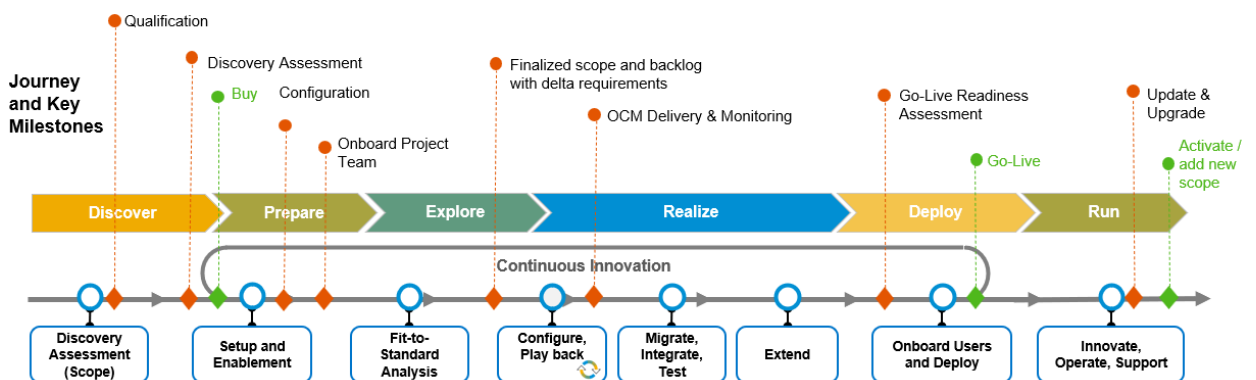 Qualification
Journey
and Key
Milestones
Discovery Assessment
Buy
Configuration
Onboard Project
Team
Finalized scope and backlog
with delta requirements
OCM Delivery & Monitoring
Go-Live Readiness
Assessment
Go-Live
Update &
Upgrade
Activate /
add new
scope
Discover
Prepare
Explore
Realize
Deploy
Run
Continuous Innovation
Discovery
Assessment
(Scope)
Setup and
Enablement
Fit-to-
Standard
Analysis
Configure,
Play back
Migrate,
Integrate,
Test
Extend
Onboard Users
and Deploy
Innovate,
Operate, Support